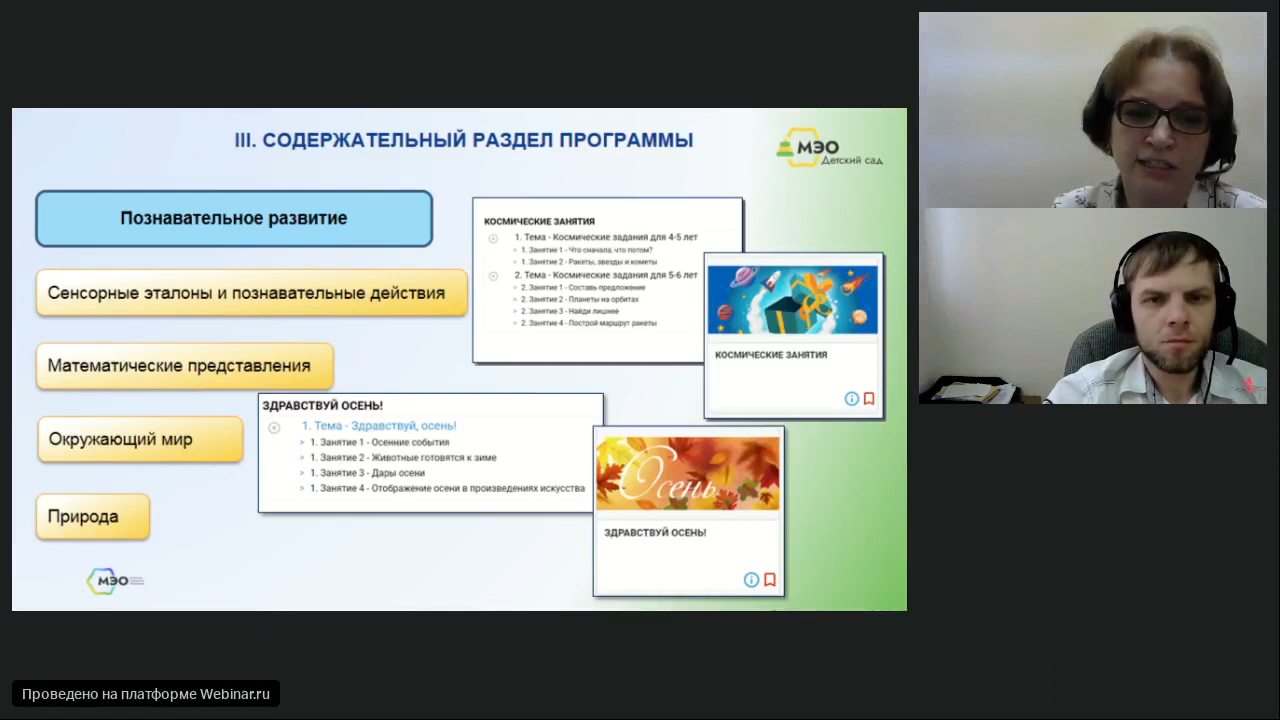 III. СОДЕРЖАТЕЛЬНЫЙ РАЗДЕЛ ПРОГРАММЫ
МЭО
Детский сад
Познавательное развитие
Сенсорные эталоны и познавательные действия
Математические представления
Окружающий мир
Природа
КОСМИЧЕСКИЕ ЗАНЯТИЯ
1. Тема - Космические задания для 4-5 лет
> 1. Занятие 1 - Что сначала, что потом?
> 1. Занятие 2 - Ракеты, звезды и кометы
2. Тема - Космические задания для 5-6 лет
> 2. Занятие 1 - Составь предложение
> 2. Занятие 2 - Планеты на орбитах
> 2. Занятие 3 - Найди лишнее
> 2. Занятие 4 - Построй маршрут ракеты
КОСМИЧЕСКИЕ ЗАНЯТИЯ
ЗДРАВСТВУЙ ОСЕНЬ!
1. Тема - Здравствуй, осень!
> 1. Занятие 1 - Осенние события
> 1. Занятие 2 - Животные готовятся к зиме
> 1. Занятие 3 - Дары осени
> 1. Занятие 4 - Отображение осени в произведениях искусства
Осень
ЗДРАВСТВУЙ ОСЕНЬ!
МЭО
Проведено на платформе Webinar.ru